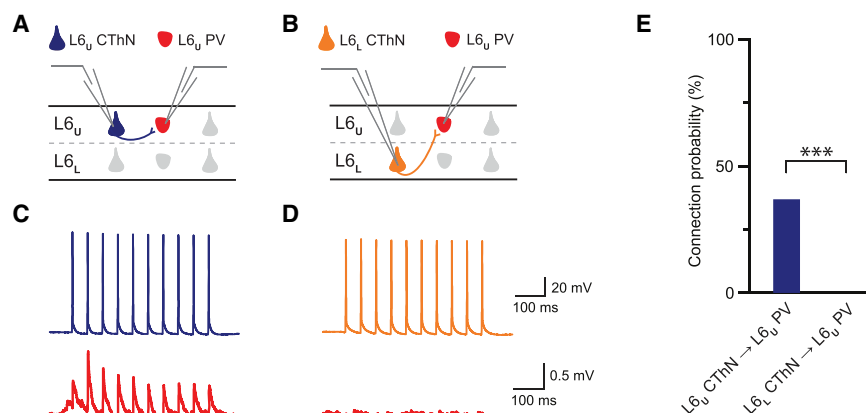 A
L6U CThN
L6U PV
L6U
L6L
B
L6L CThN
L6U PV
L6U
L6L
C
D
20 mV
100 ms
0.5 mV
100 ms
E
Connection probability (%)
100
50
0
***
L6U CThN → L6U PV
L6L CThN → L6U PV